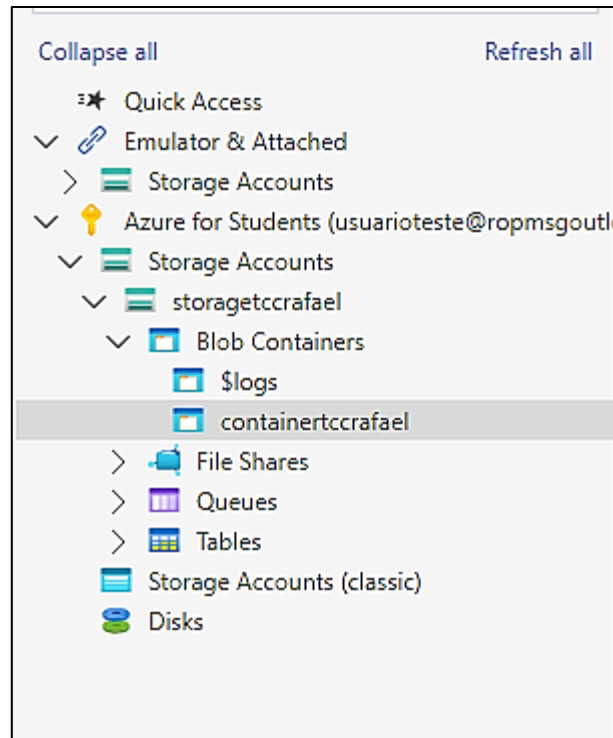 Collapse all Refresh all
Quick Access
Emulator & Attached
Storage Accounts
Azure for Students (usuarioteste@ropmsgoutl
Storage Accounts
storagetccrafael
Blob Containers
$logs
containertccrafael
File Shares
Queues
Tables
Storage Accounts (classic)
Disks